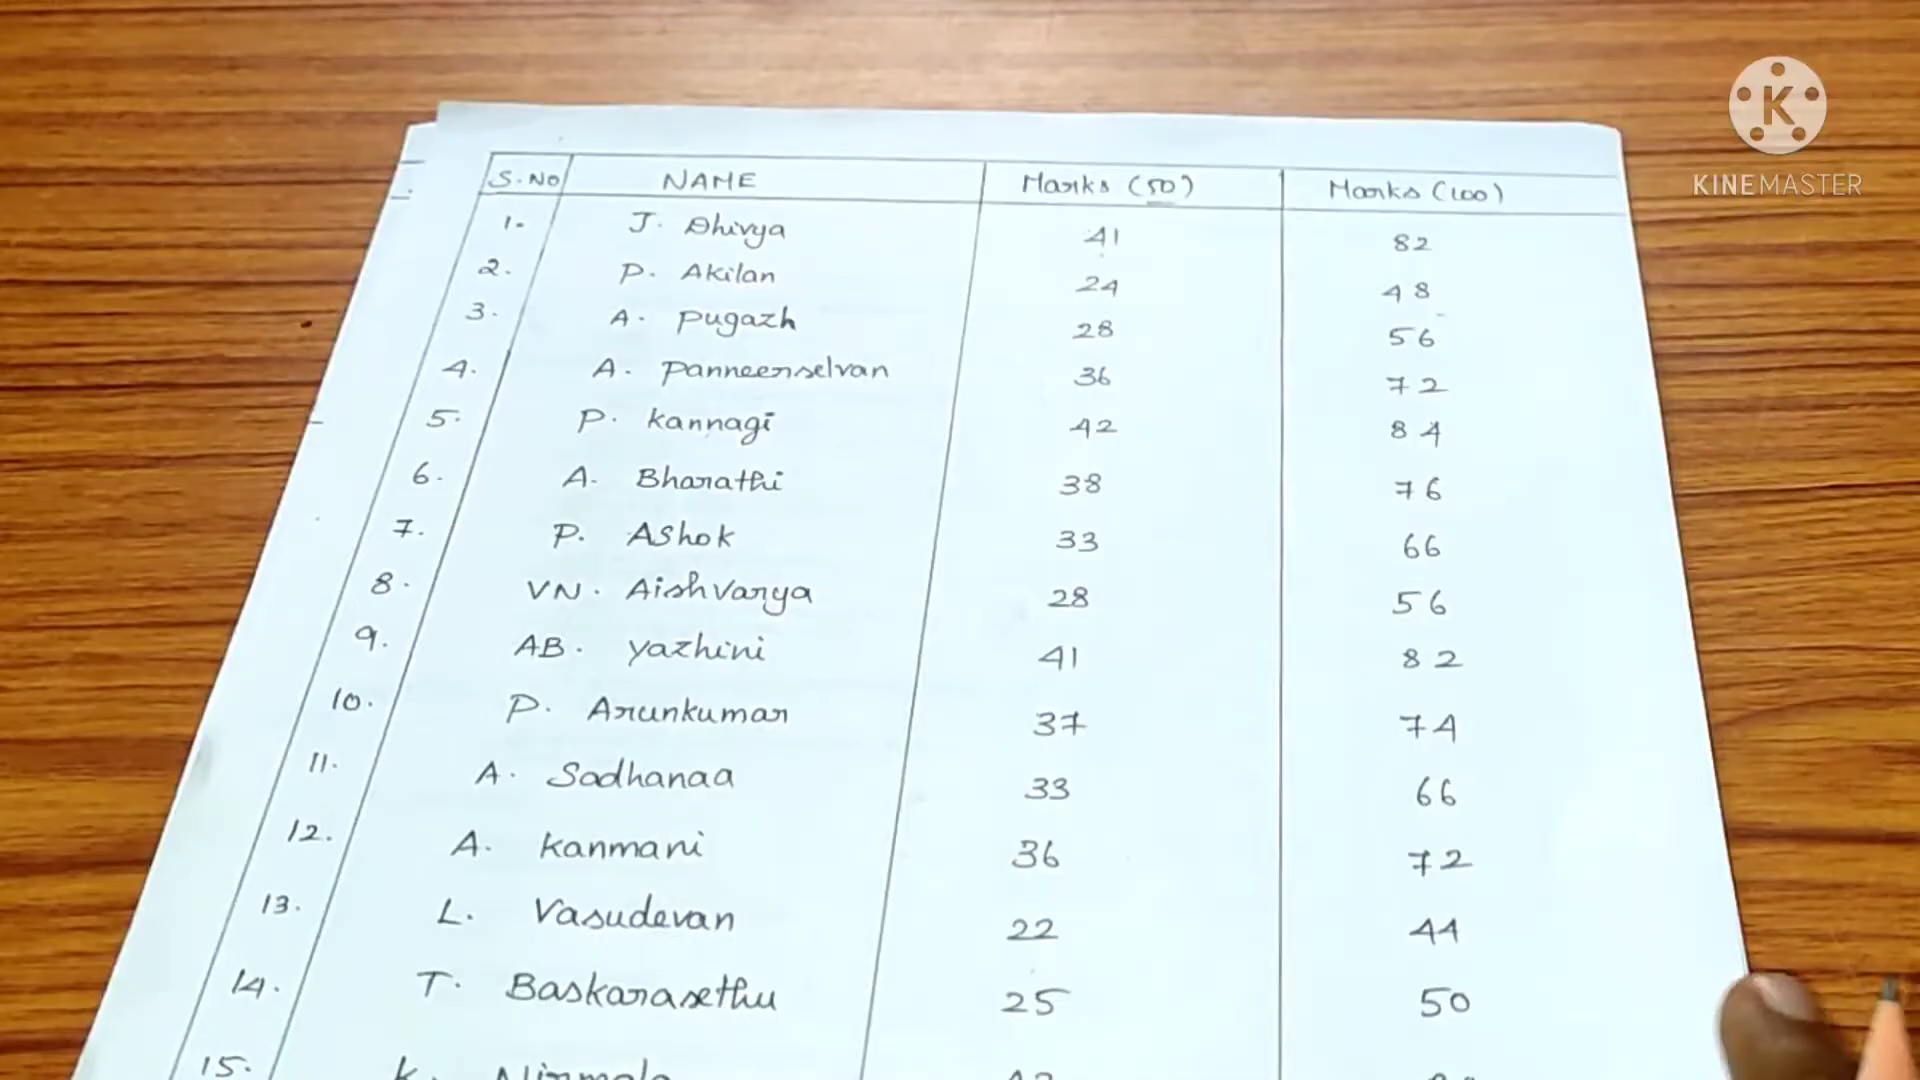 KINEMASTER
S.NO NAME Marks (50) Marks (100)
1. J. Dhivya 41 82
2. P. Akilan 24 48
3. A. Pugazh 28 56
4. A. Panneerselvan 36 72
5. P. Kannagi 42 84
6. A. Bharathi 38 76
7. P. Ashok 33 66
8. VN. Aishvarya 28 56
9. AB. Yazhini 41 82
10. P. Arunkumar 37 74
11. A. Sadhanaa 33 66
12. A. Kanmani 36 72
13. L. Vasudevan 22 44
14. T. Baskarasethu 25 50
15. K. Nirmala